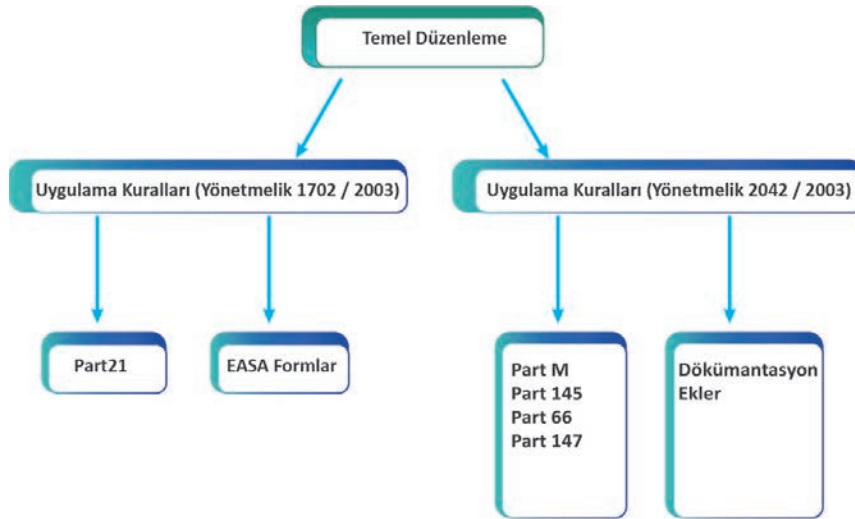 Temel Düzenleme
Uygulama Kuralları (Yönetmelik 1702 / 2003)
Uygulama Kuralları (Yönetmelik 2042 / 2003)
Part21
EASA Formlar
Part M
Part 145
Part 66
Part 147
Dökümantasyon
Ekler